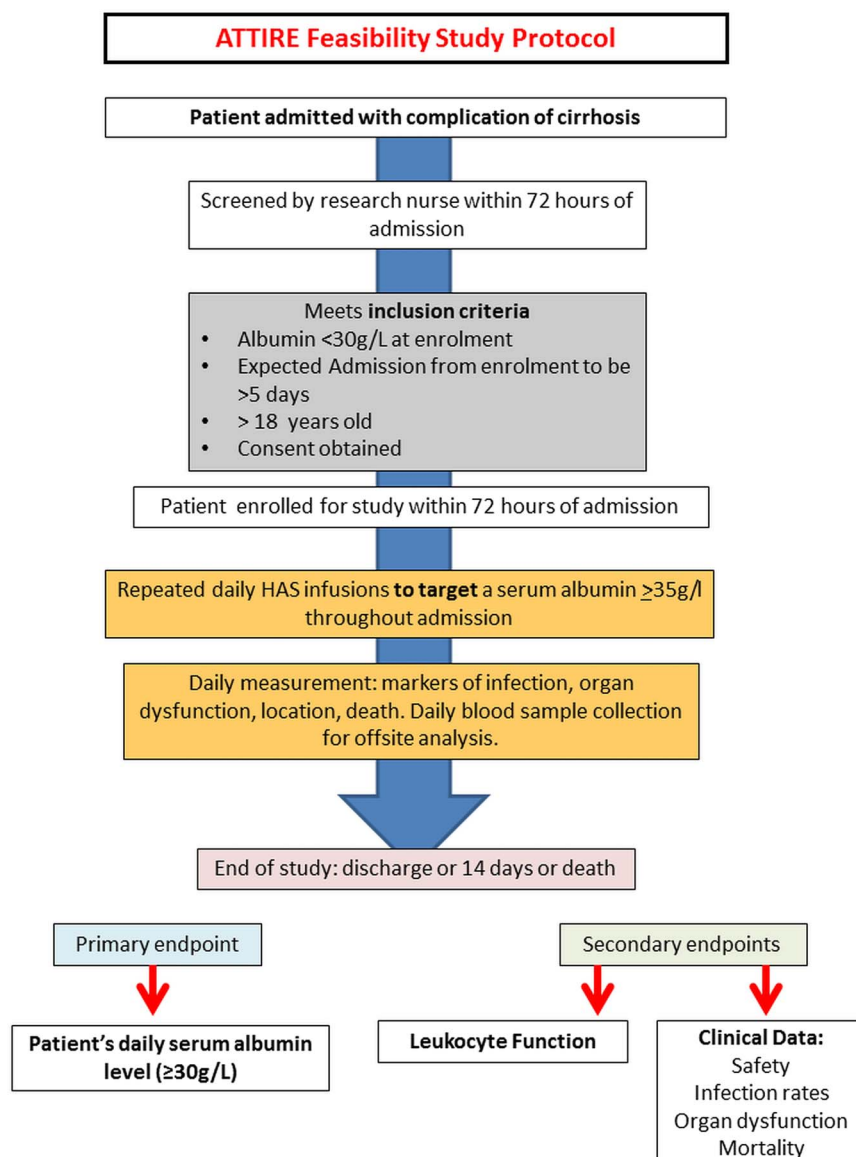 ATTIRE Feasibility Study Protocol
Patient admitted with complication of cirrhosis
Screened by research nurse within 72 hours of
admission
Meets inclusion criteria
• Albumin <30g/L at enrolment
• Expected Admission from enrolment to be
>5 days
• > 18 years old
• Consent obtained
Patient enrolled for study within 72 hours of admission
Repeated daily HAS infusions to target a serum albumin ≥35g/l
throughout admission
Daily measurement: markers of infection, organ
dysfunction, location, death. Daily blood sample collection
for offsite analysis.
End of study: discharge or 14 days or death
Primary endpoint
Patient's daily serum albumin
level (≥30g/L)
Secondary endpoints
Leukocyte Function
Clinical Data:
Safety
Infection rates
Organ dysfunction
Mortality